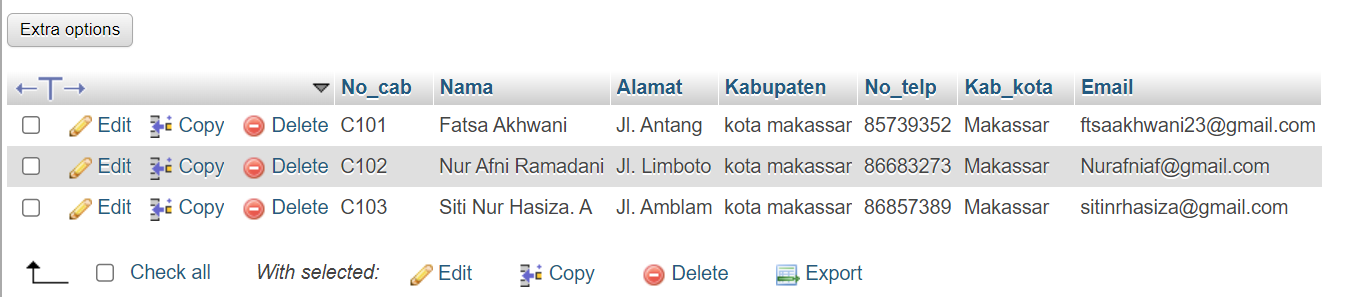 Extra options
No_cab Nama Alamat Kabupaten No_telp Kab_kota Email
Edit Copy Delete C101 Fatsa Akhwani Jl. Antang kota makassar 85739352 Makassar ftsaakhwani23@gmail.com
Edit Copy Delete C102 Nur Afni Ramadani Jl. Limboto kota makassar 86683273 Makassar Nurafniaf@gmail.com
Edit Copy Delete C103 Siti Nur Hasiza. A Jl. Amblam kota makassar 86857389 Makassar sitinrhasiza@gmail.com
Check all With selected: Edit Copy Delete Export